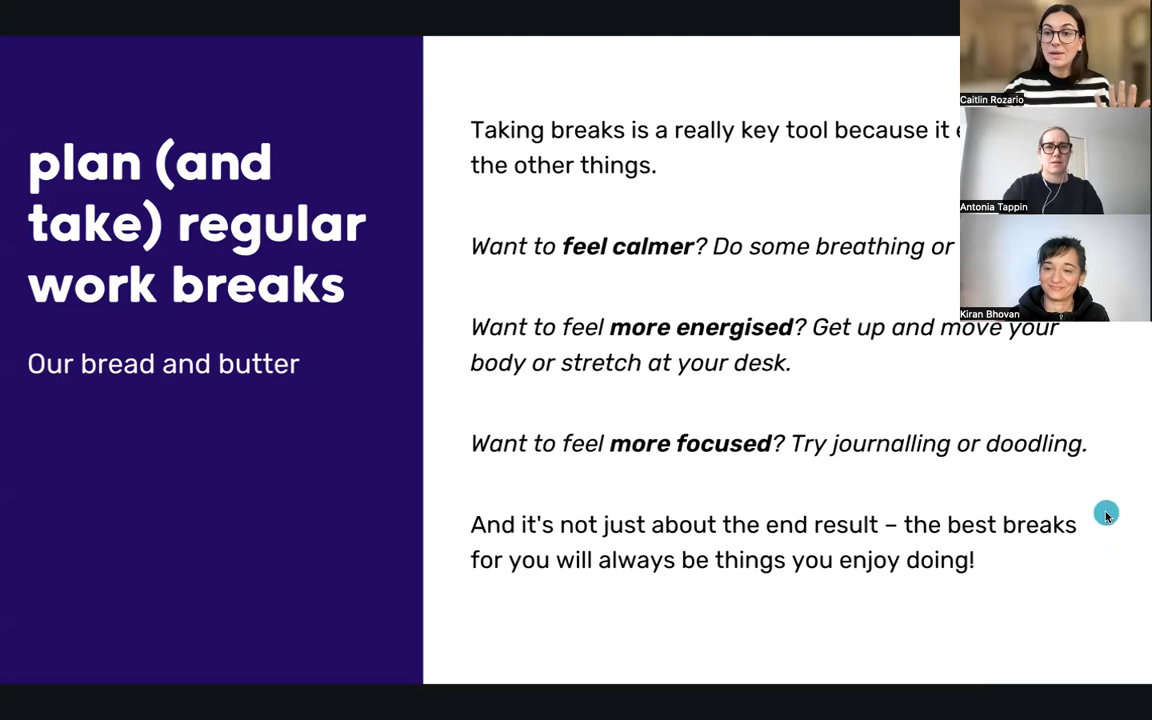 plan (and
take) regular
work breaks
Our bread and butter
Taking breaks is a really key tool because it
the other things.
Want to feel calmer? Do some breathing or
Want to feel more energised? Get up and move your
body or stretch at your desk.
Want to feel more focused? Try journalling or doodling.
And it's not just about the end result – the best breaks
for you will always be things you enjoy doing!
Caitlin Rozario
Antonia Tappin
Kiran Bhovan